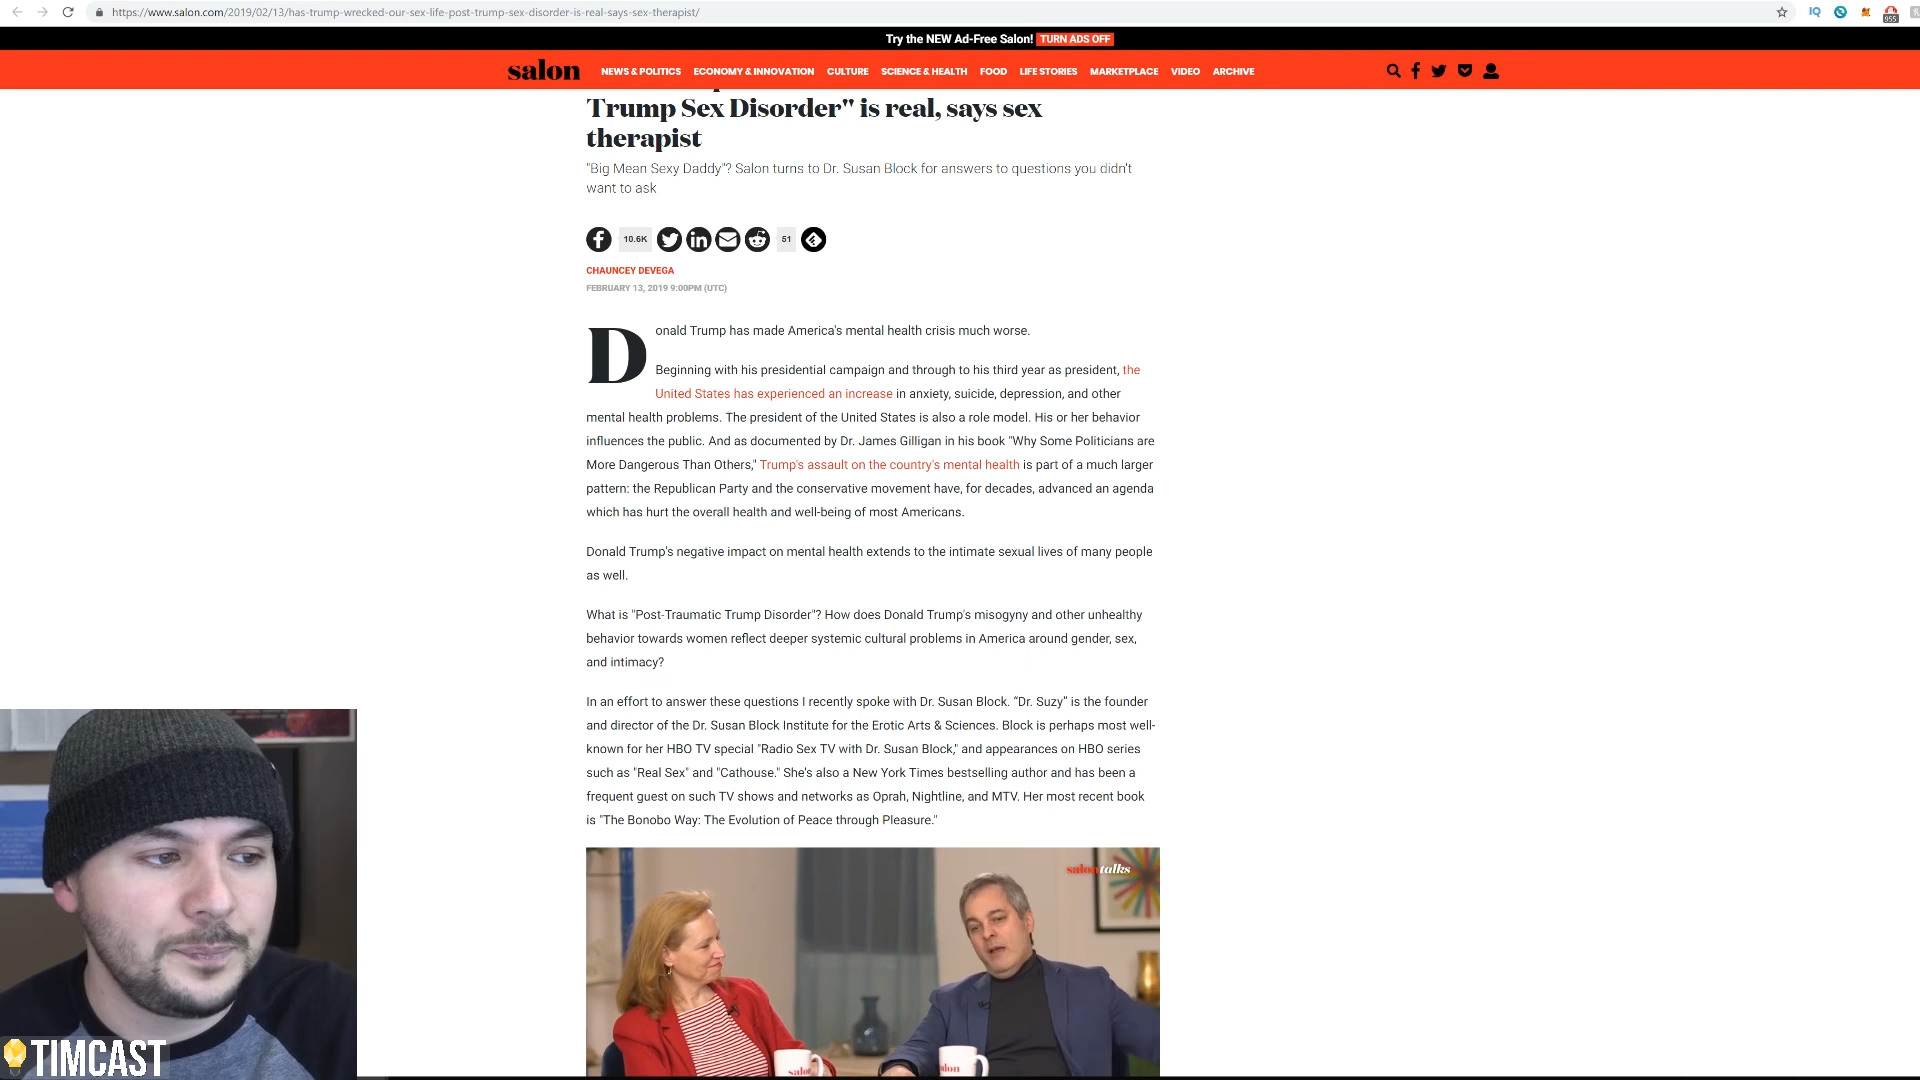 https://www.salon.com/2019/02/13/has-trump-wrecked-our-sex-life-post-trump-sex-disorder-is-real-says-sex-therapist/
IQ
955
Try the NEW Ad-Free Salon! TURN ADS OFF
salon NEWS & POLITICS ECONOMY & INNOVATION CULTURE SCIENCE & HEALTH FOOD LIFE STORIES MARKETPLACE VIDEO ARCHIVE
Trump Sex Disorder" is real, says sex
therapist
"Big Mean Sexy Daddy"? Salon turns to Dr. Susan Block for answers to questions you didn't
want to ask
10.6K in 51
CHAUNCEY DEVEGA
FEBRUARY 13, 2019 9:00PM (UTC)
Donald Trump has made America's mental health crisis much worse.
Beginning with his presidential campaign and through to his third year as president, the
United States has experienced an increase in anxiety, suicide, depression, and other
mental health problems. The president of the United States is also a role model. His or her behavior
influences the public. And as documented by Dr. James Gilligan in his book "Why Some Politicians are
More Dangerous Than Others," Trump's assault on the country's mental health is part of a much larger
pattern: the Republican Party and the conservative movement have, for decades, advanced an agenda
which has hurt the overall health and well-being of most Americans.
Donald Trump's negative impact on mental health extends to the intimate sexual lives of many people
as well.
What is "Post-Traumatic Trump Disorder"? How does Donald Trump's misogyny and other unhealthy
behavior towards women reflect deeper systemic cultural problems in America around gender, sex,
and intimacy?
In an effort to answer these questions I recently spoke with Dr. Susan Block. “Dr. Suzy” is the founder
and director of the Dr. Susan Block Institute for the Erotic Arts & Sciences. Block is perhaps most well-
known for her HBO TV special "Radio Sex TV with Dr. Susan Block," and appearances on HBO series
such as "Real Sex" and "Cathouse." She's also a New York Times bestselling author and has been a
frequent guest on such TV shows and networks as Oprah, Nightline, and MTV. Her most recent book
is "The Bonobo Way: The Evolution of Peace through Pleasure."
salon talks
salon
salon
TIMCAST